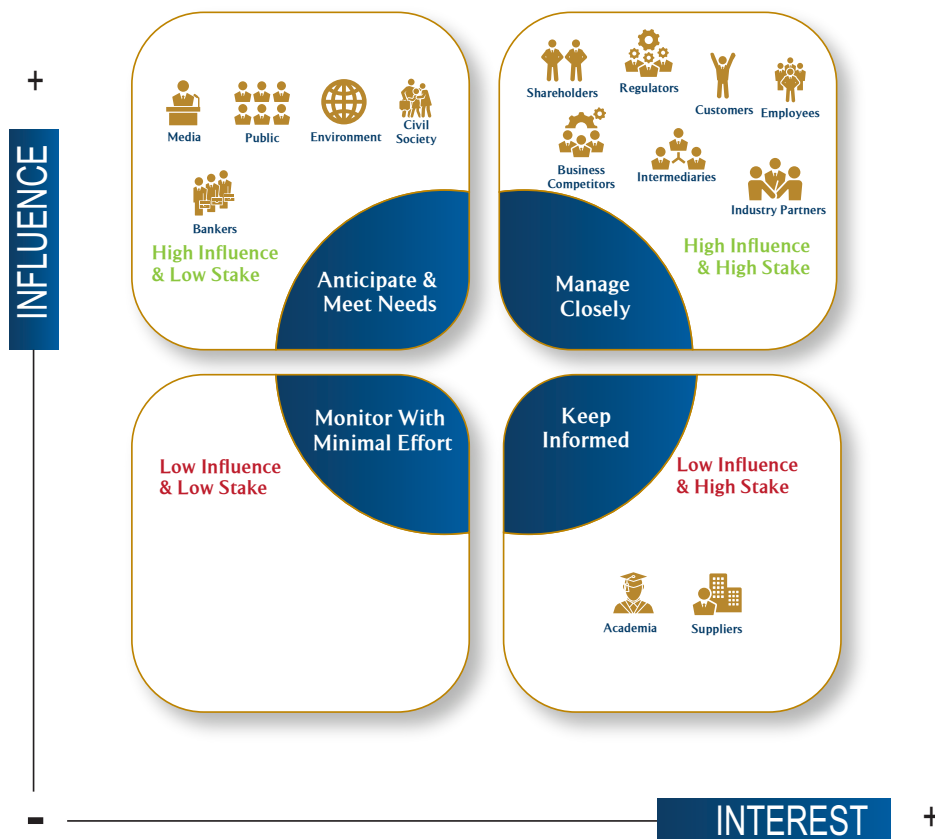 +
INFLUENCE
Media
Public
Environment
Civil
Society
Bankers
High Influence
& Low Stake
Anticipate &
Meet Needs
Shareholders
Regulators
Customers
Employees
Business
Competitors
Intermediaries
Industry Partners
High Influence
& High Stake
Manage
Closely
Monitor With
Minimal Effort
Low Influence
& Low Stake
Keep
Informed
Low Influence
& High Stake
Academia
Suppliers
-
INTEREST
+